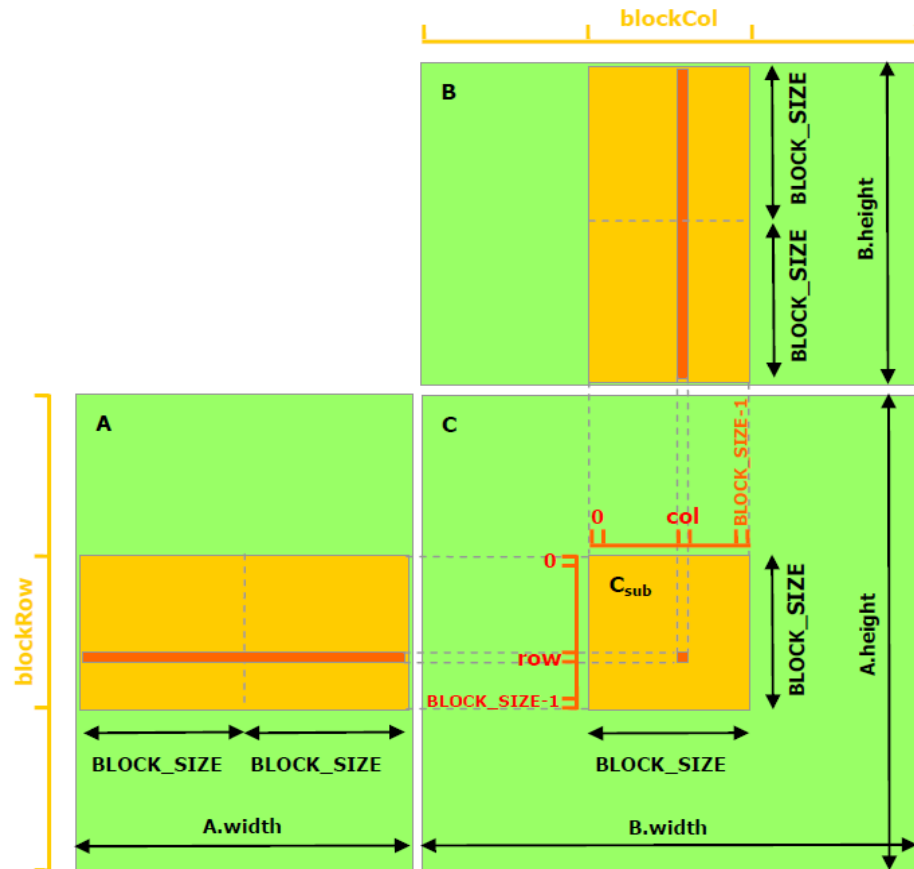 blockCol
B
BLOCK_SIZE
BLOCK_SIZE
B.height
A
C
BLOCK_SIZE-1
0
col
0
C_sub
row
BLOCK_SIZE-1
BLOCK_SIZE
A.height
blockRow
BLOCK_SIZE
BLOCK_SIZE
BLOCK_SIZE
A.width
B.width